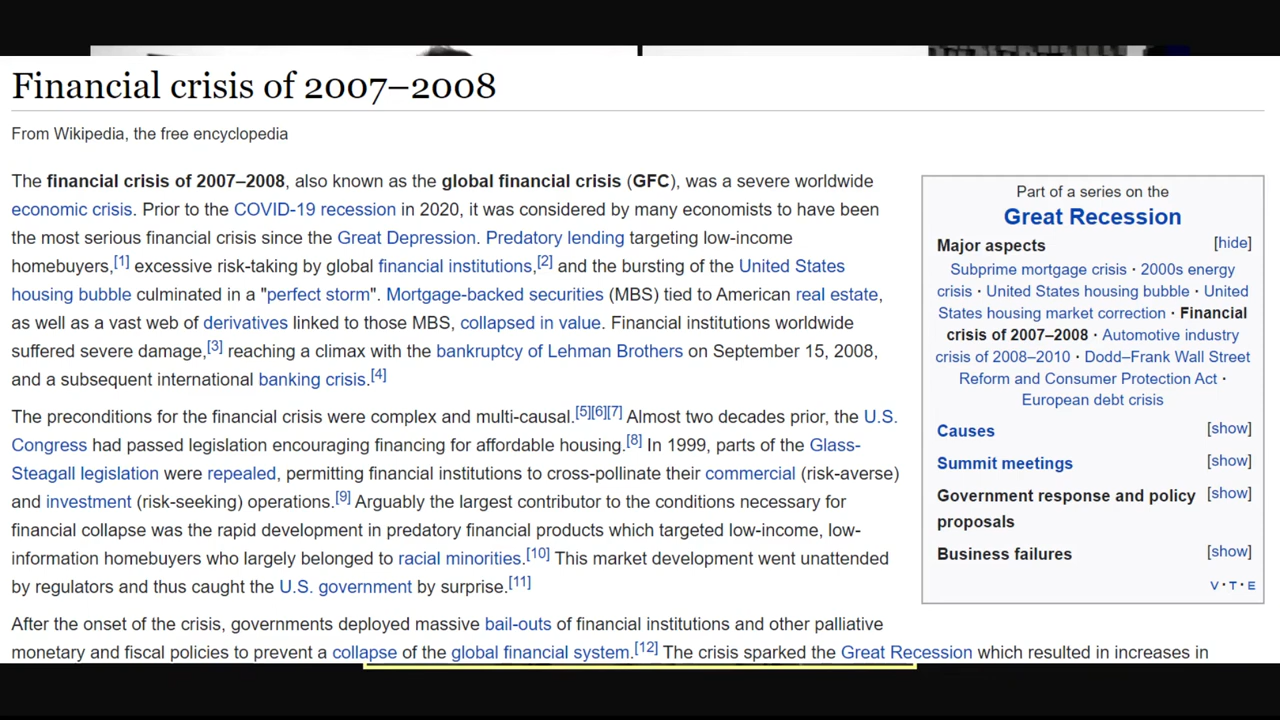 Financial crisis of 2007–2008
From Wikipedia, the free encyclopedia
The financial crisis of 2007–2008, also known as the global financial crisis (GFC), was a severe worldwide
economic crisis. Prior to the COVID-19 recession in 2020, it was considered by many economists to have been
the most serious financial crisis since the Great Depression. Predatory lending targeting low-income
homebuyers,[1] excessive risk-taking by global financial institutions,[2] and the bursting of the United States
housing bubble culminated in a "perfect storm". Mortgage-backed securities (MBS) tied to American real estate,
as well as a vast web of derivatives linked to those MBS, collapsed in value. Financial institutions worldwide
suffered severe damage,[3] reaching a climax with the bankruptcy of Lehman Brothers on September 15, 2008,
and a subsequent international banking crisis.[4]
The preconditions for the financial crisis were complex and multi-causal.[5][6][7] Almost two decades prior, the U.S.
Congress had passed legislation encouraging financing for affordable housing.[8] In 1999, parts of the Glass-
Steagall legislation were repealed, permitting financial institutions to cross-pollinate their commercial (risk-averse)
and investment (risk-seeking) operations.[9] Arguably the largest contributor to the conditions necessary for
financial collapse was the rapid development in predatory financial products which targeted low-income, low-
information homebuyers who largely belonged to racial minorities.[10] This market development went unattended
by regulators and thus caught the U.S. government by surprise.[11]
After the onset of the crisis, governments deployed massive bail-outs of financial institutions and other palliative
monetary and fiscal policies to prevent a collapse of the global financial system.[12] The crisis sparked the Great Recession which resulted in increases in
Part of a series on the
Great Recession
Major aspects [hide]
Subprime mortgage crisis · 2000s energy
crisis · United States housing bubble · United
States housing market correction · Financial
crisis of 2007–2008 · Automotive industry
crisis of 2008–2010 · Dodd–Frank Wall Street
Reform and Consumer Protection Act ·
European debt crisis
Causes [show]
Summit meetings [show]
Government response and policy [show]
proposals
Business failures [show]
V · T · E